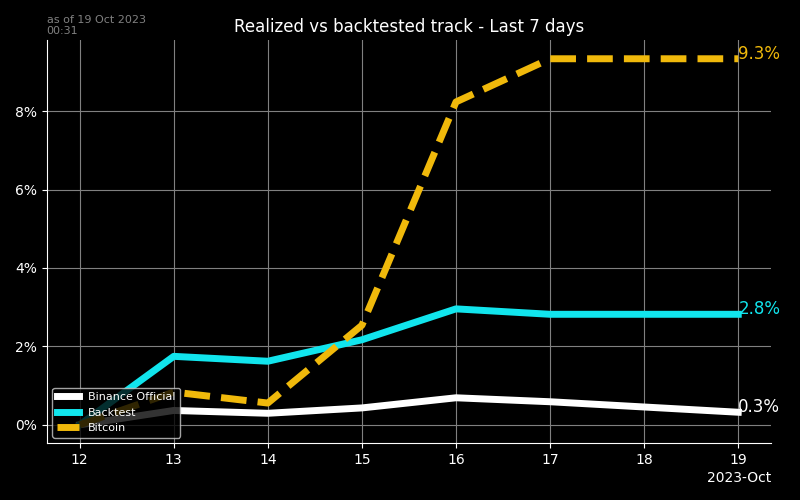 as of 19 Oct 2023
00:31
Realized vs backtested track - Last 7 days
9.3%
8%
6%
4%
2.8%
2%
0.3%
0%
Binance Official
Backtest
Bitcoin
12 13 14 15 16 17 18 19
2023-Oct